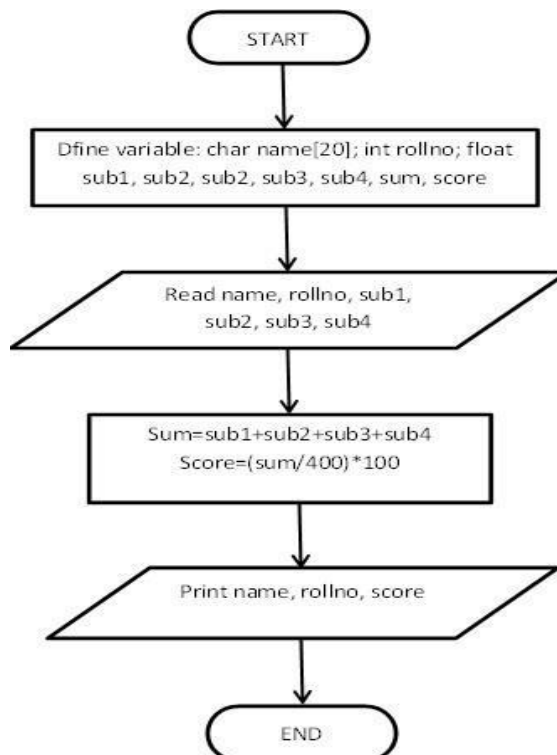 START
Dfine variable: char name[20]; int rollno; float
sub1, sub2, sub2, sub3, sub4, sum, score
Read name, rollno, sub1,
sub2, sub3, sub4
Sum=sub1+sub2+sub3+sub4
Score=(sum/400)*100
Print name, rollno, score
END